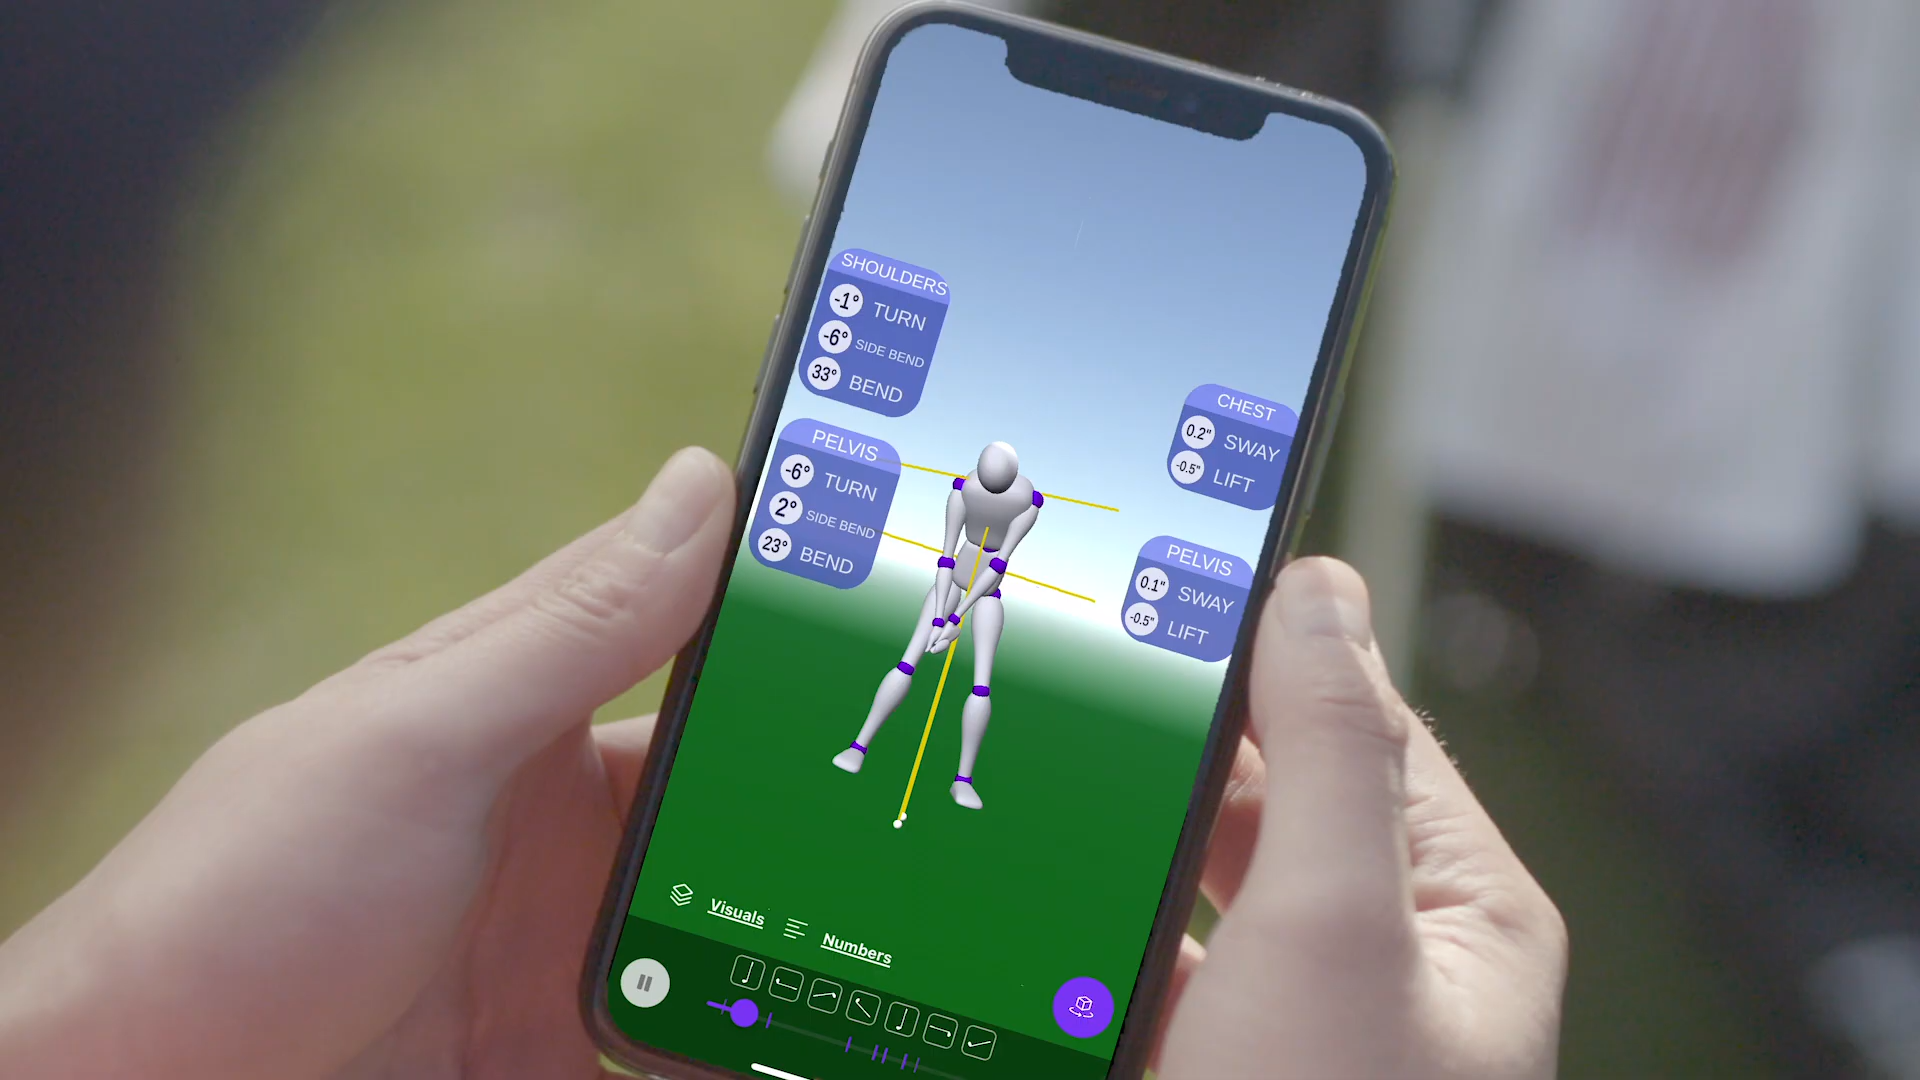 SHOULDERS
-1° TURN
-6° SIDE BEND
33° BEND
PELVIS
-6° TURN
2° SIDE BEND
23° BEND
CHEST
0.2" SWAY
-0.5" LIFT
PELVIS
0.1" SWAY
-0.5" LIFT
Visuals
Numbers